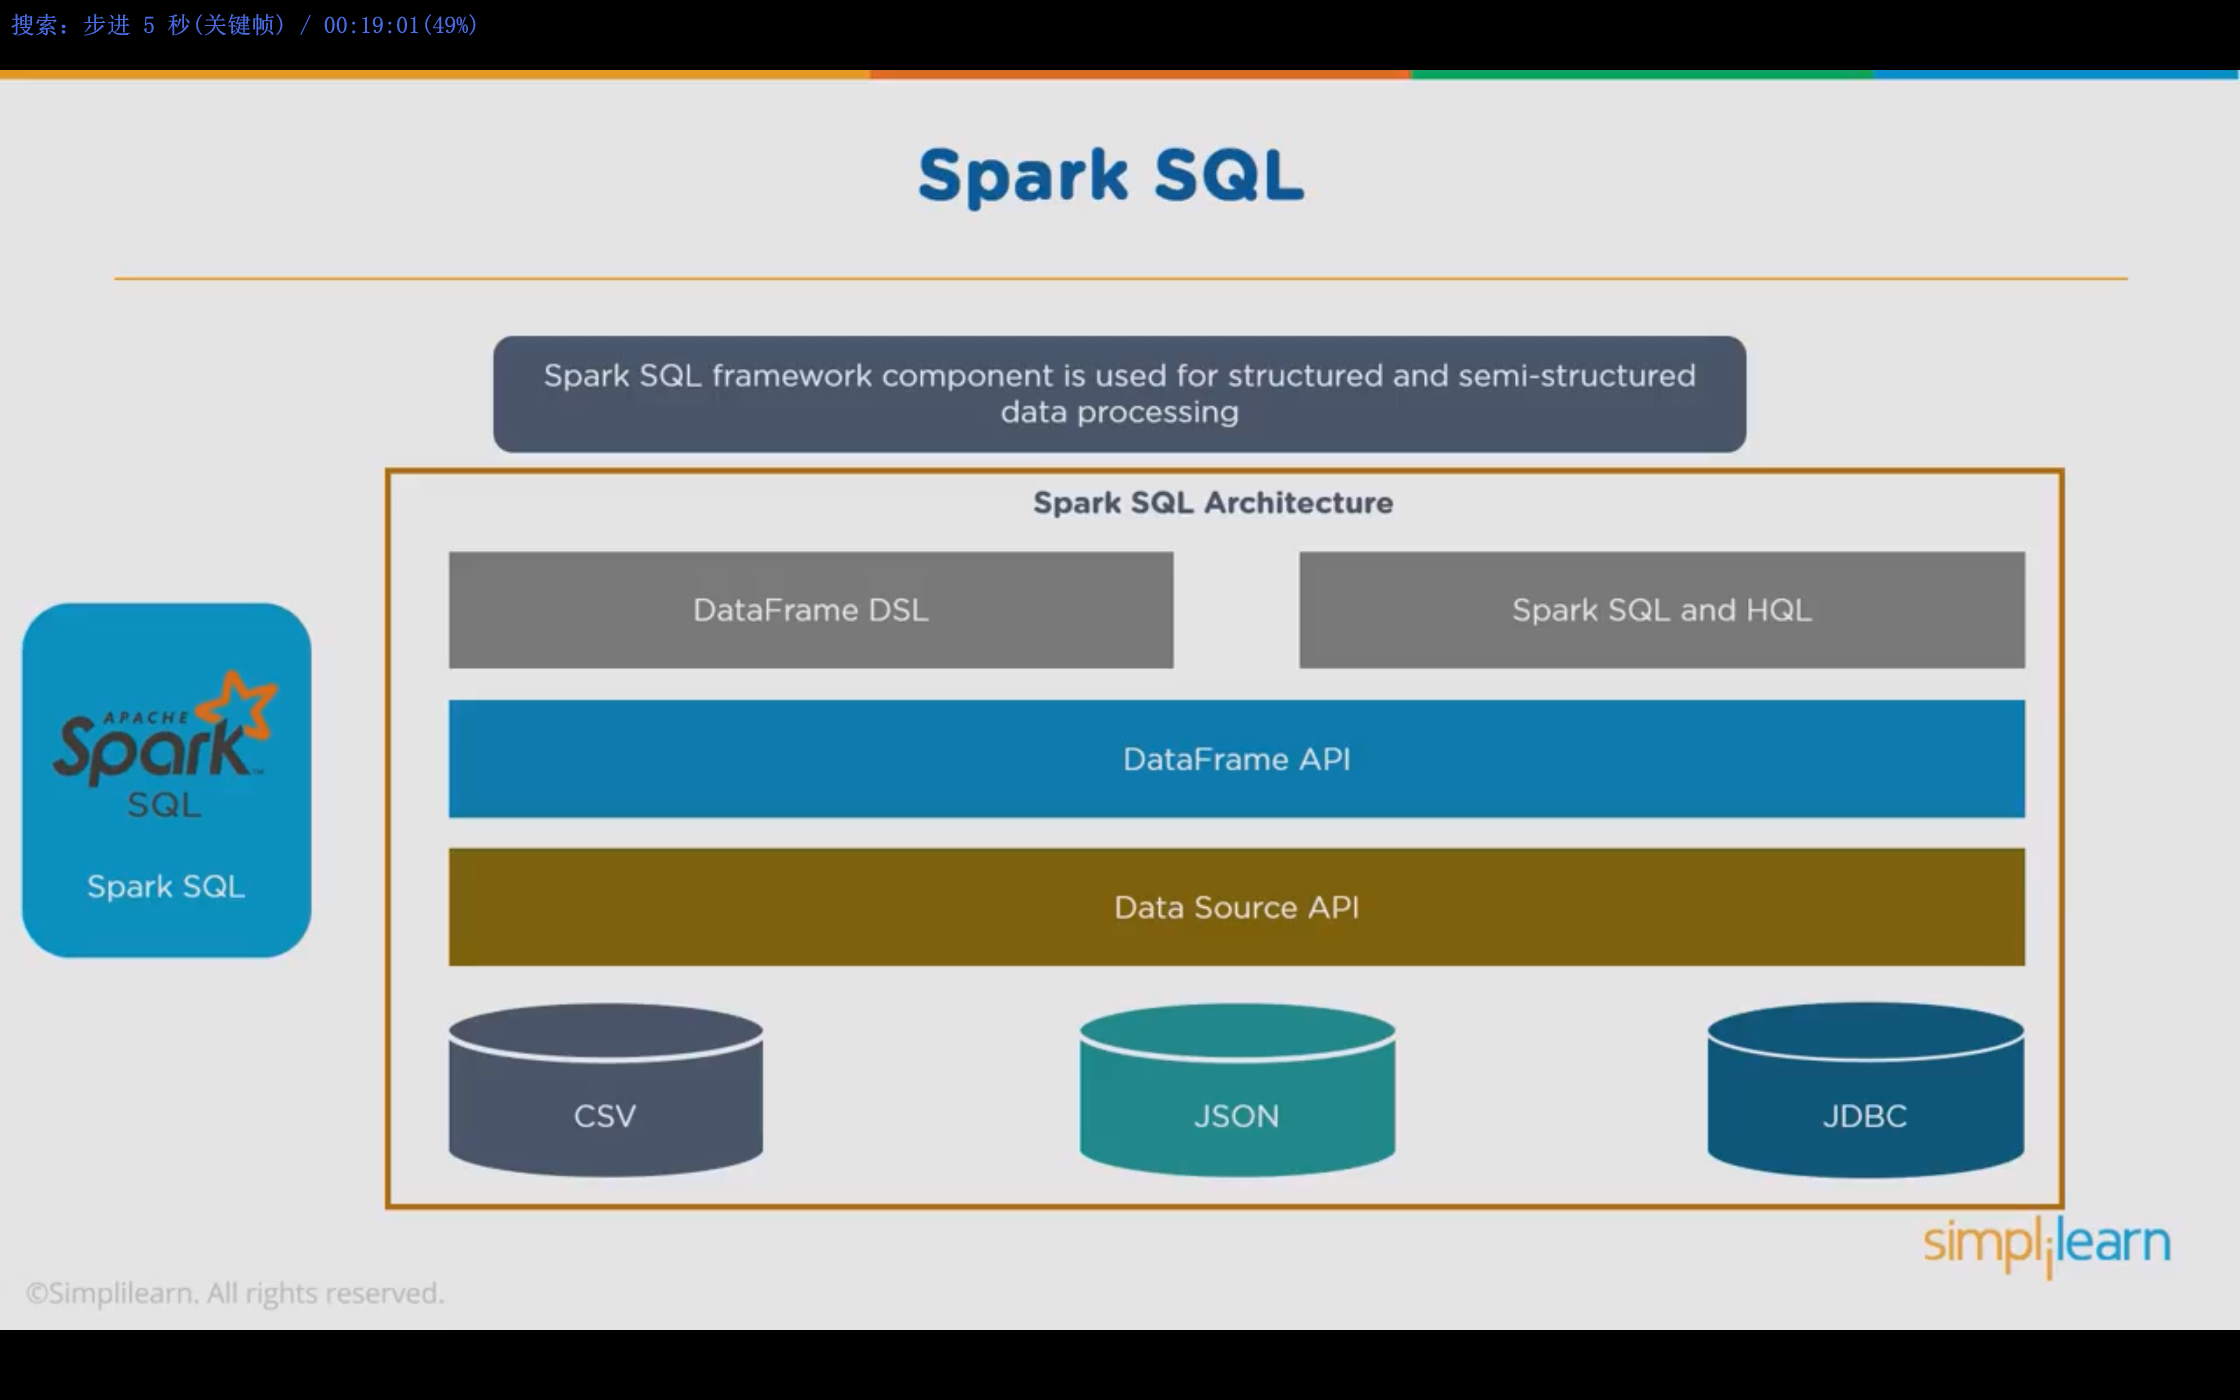 搜索: 步进 5 秒(关键帧) / 00:19:01(49%)
Spark SQL
Spark SQL framework component is used for structured and semi-structured
data processing
Spark SQL Architecture
DataFrame DSL
Spark SQL and HQL
APACHE
Spark™
SQL
Spark SQL
DataFrame API
Data Source API
CSV
JSON
JDBC
simplilearn
©Simplilearn. All rights reserved.